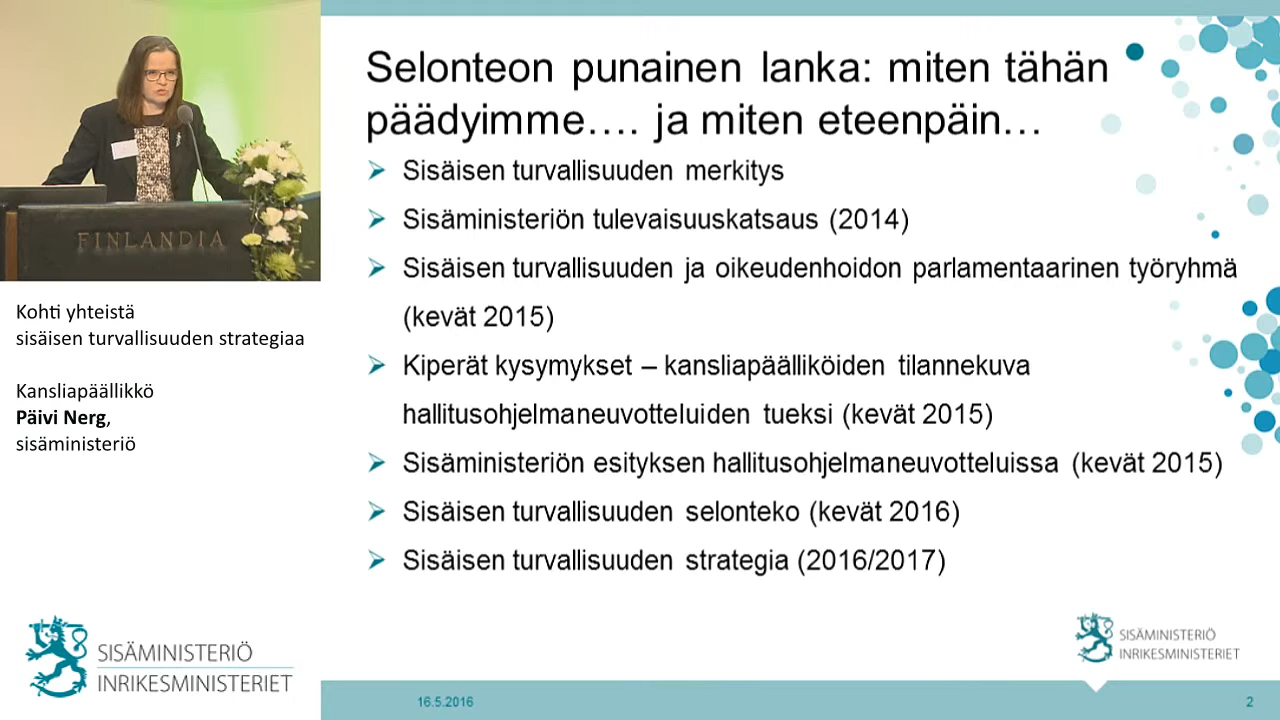 FINLANDIA
Kohti yhteistä
sisäisen turvallisuuden strategiaa
Kansliapäällikkö
Päivi Nerg,
sisäministeriö
SISÄMINISTERIÖ
INRIKESMINISTERIET
Selonteon punainen lanka: miten tähän
päädyimme…. ja miten eteenpäin…
Sisäisen turvallisuuden merkitys
Sisäministeriön tulevaisuuskatsaus (2014)
Sisäisen turvallisuuden ja oikeudenhoidon parlamentaarinen työryhmä
(kevät 2015)
Kiperät kysymykset – kansliapäälliköiden tilannekuva
hallitusohjelmaneuvotteluiden tueksi (kevät 2015)
Sisäministeriön esityksen hallitusohjelmaneuvotteluissa (kevät 2015)
Sisäisen turvallisuuden selonteko (kevät 2016)
Sisäisen turvallisuuden strategia (2016/2017)
SISÄMINISTERIÖ
INRIKESMINISTERIET
16.5.2016
2